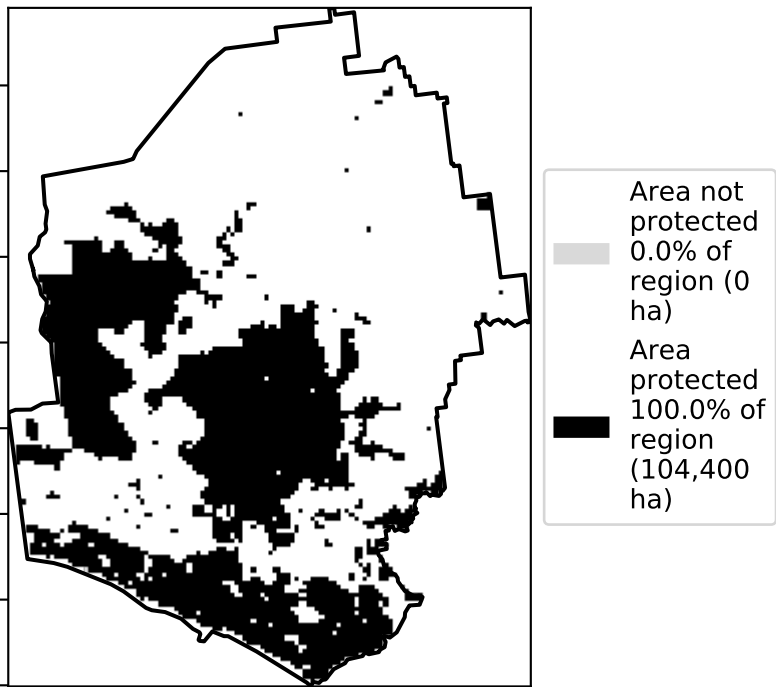 Area not
protected
0.0% of
region (0
ha)
Area
protected
100.0% of
region
(104,400
ha)